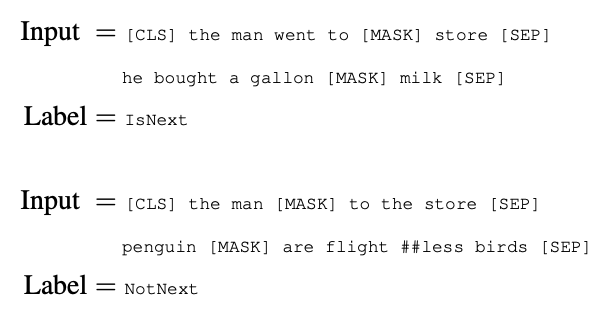 Input = [CLS] the man went to [MASK] store [SEP]
he bought a gallon [MASK] milk [SEP]
Label = IsNext
Input = [CLS] the man [MASK] to the store [SEP]
penguin [MASK] are flight ##less birds [SEP]
Label = NotNext